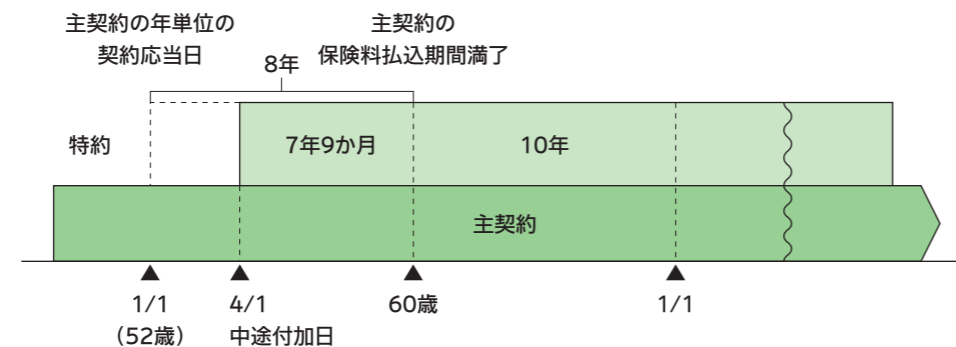 主契約の年単位の
契約応当日
8年
主契約の
保険料払込期間満了
特約
7年9か月
10年
主契約
1/1
(52歳)
4/1
中途付加日
60歳
1/1